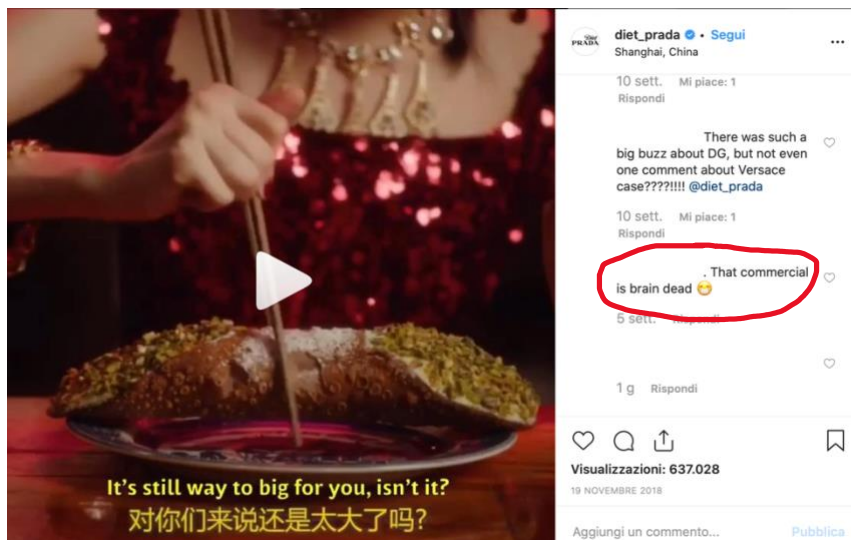 It's still way to big for you, isn't it?
对你们来说还是太大了吗?
PRADA
diet_prada • Segui
Shanghai, China
10 sett. Mi piace: 1
Rispondi
There was such a
big buzz about DG, but not even
one comment about Versace
case????!!!! @diet_prada
10 sett. Mi piace: 1
Rispondi
. That commercial
is brain dead 😁
5 sett. Rispondi
1 g Rispondi
Visualizzazioni: 637.028
19 NOVEMBRE 2018
Aggiungi un commento... Pubblica